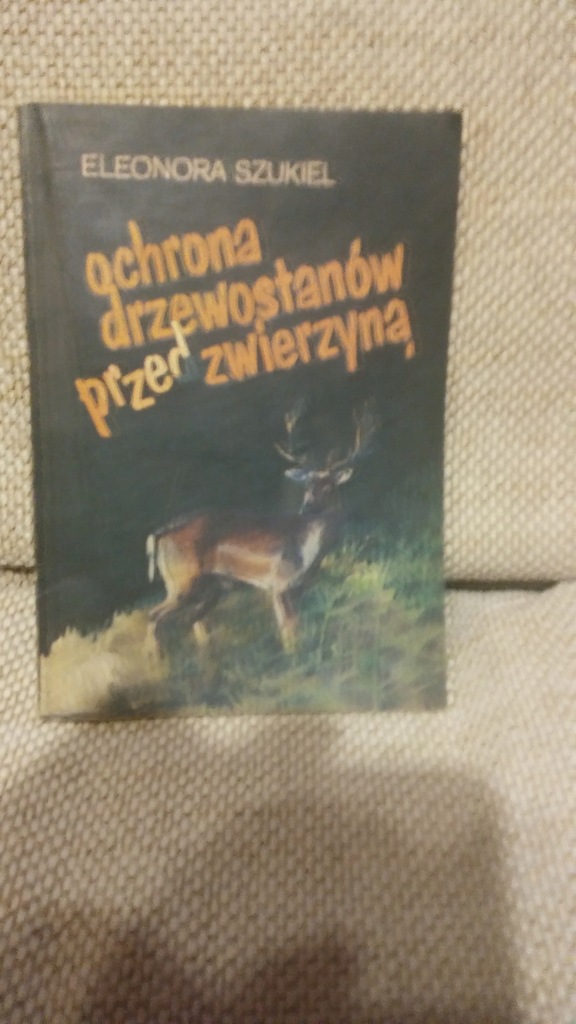 ELEONORA SZUKIEL
ochrona
drzewostanów
przed zwierzyną